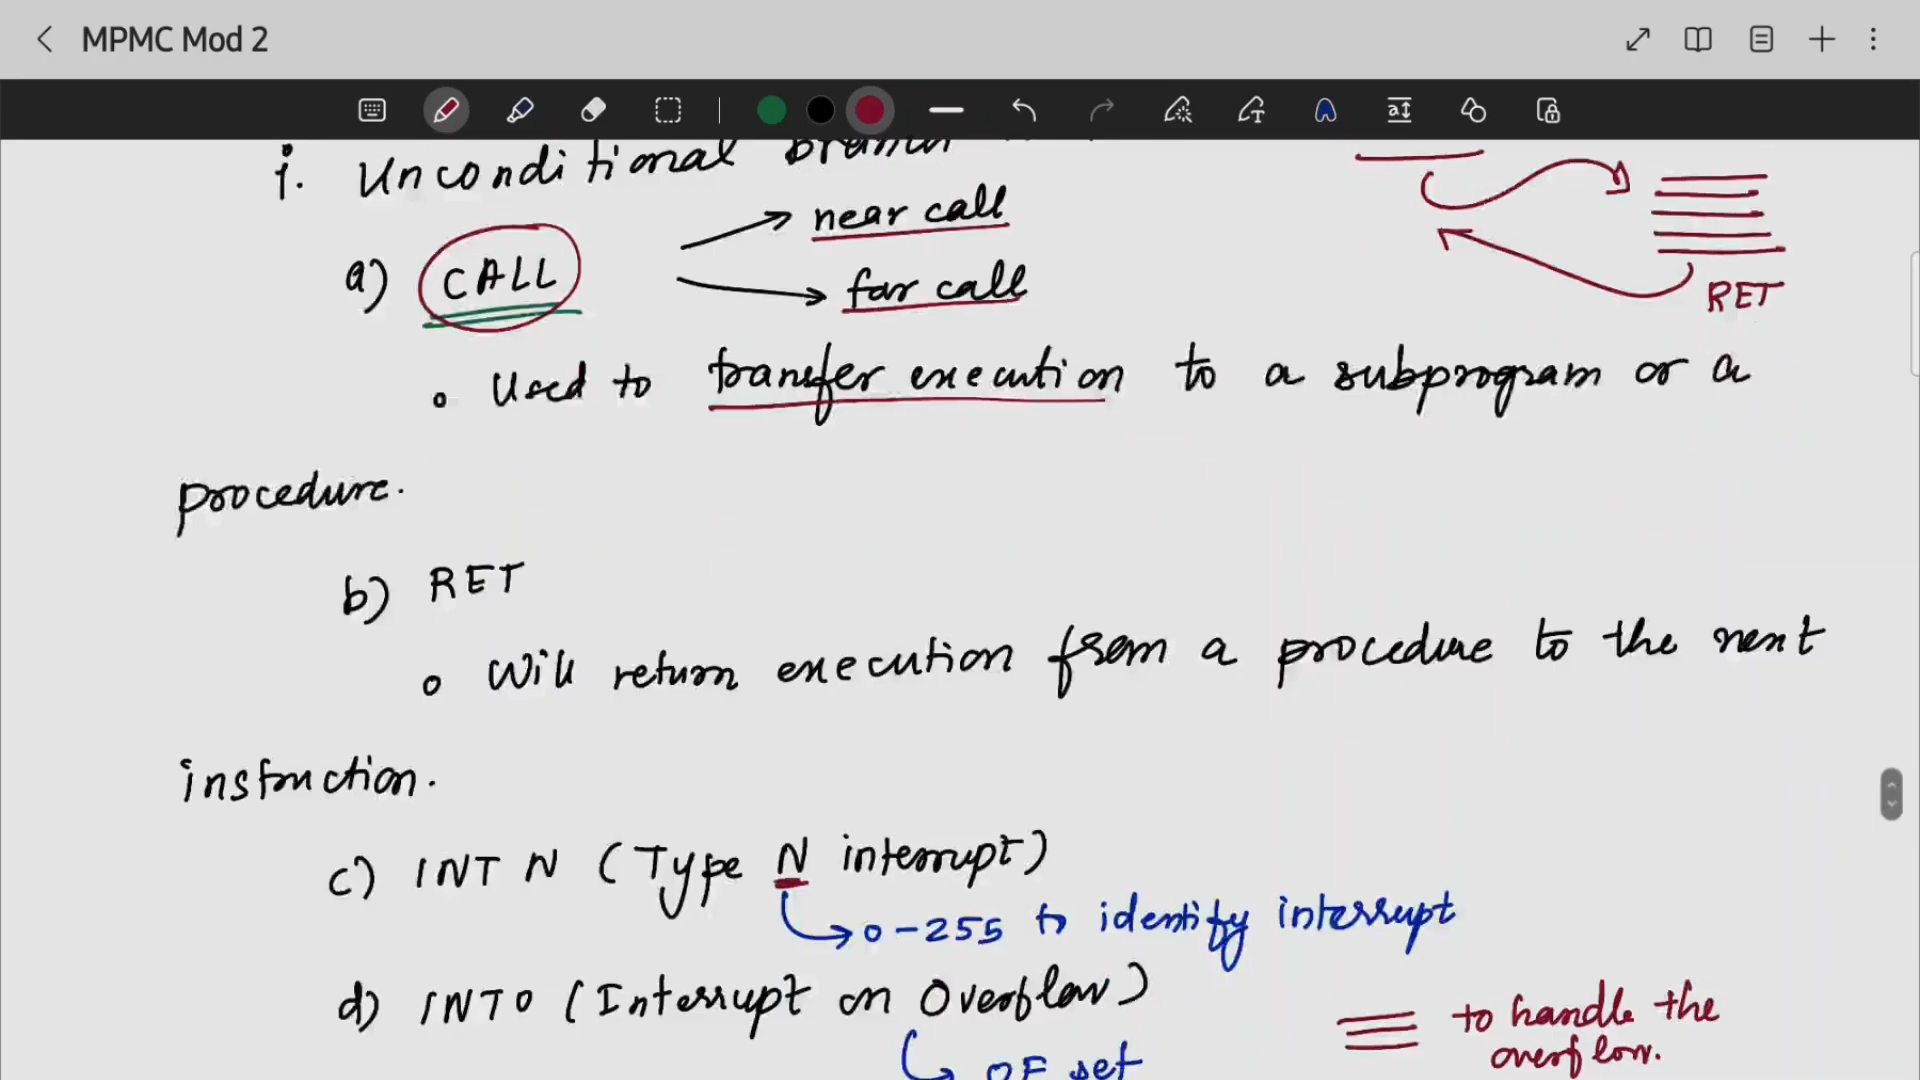 MPMC Mod 2
i. Unconditional branch
near call
a) CALL
far call
RET
o Used to transfer execution to a subprogram or a
procedure.
b) RET
o Will return execution from a procedure to the next
instruction.
c) INT N (Type N interrupt)
0-255 to identify interrupt
d) INTO (Interrupt on Overflow)
to handle the
overflow.
OF set